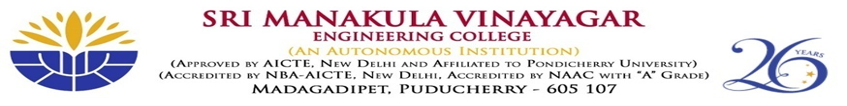 SRI MANAKULA VINAYAGAR
ENGINEERING COLLEGE
(AN AUTONOMOUS INSTITUTION)
(APPROVED BY AICTE, NEW DELHI AND AFFILIATED TO PONDICHERRY UNIVERSITY)
(ACCREDITED BY NBA-AICTE, NEW DELHI, ACCREDITED BY NAAC WITH “A” GRADE)
MADAGADIPET, PUDUCHERRY - 605 107
26 YEARS